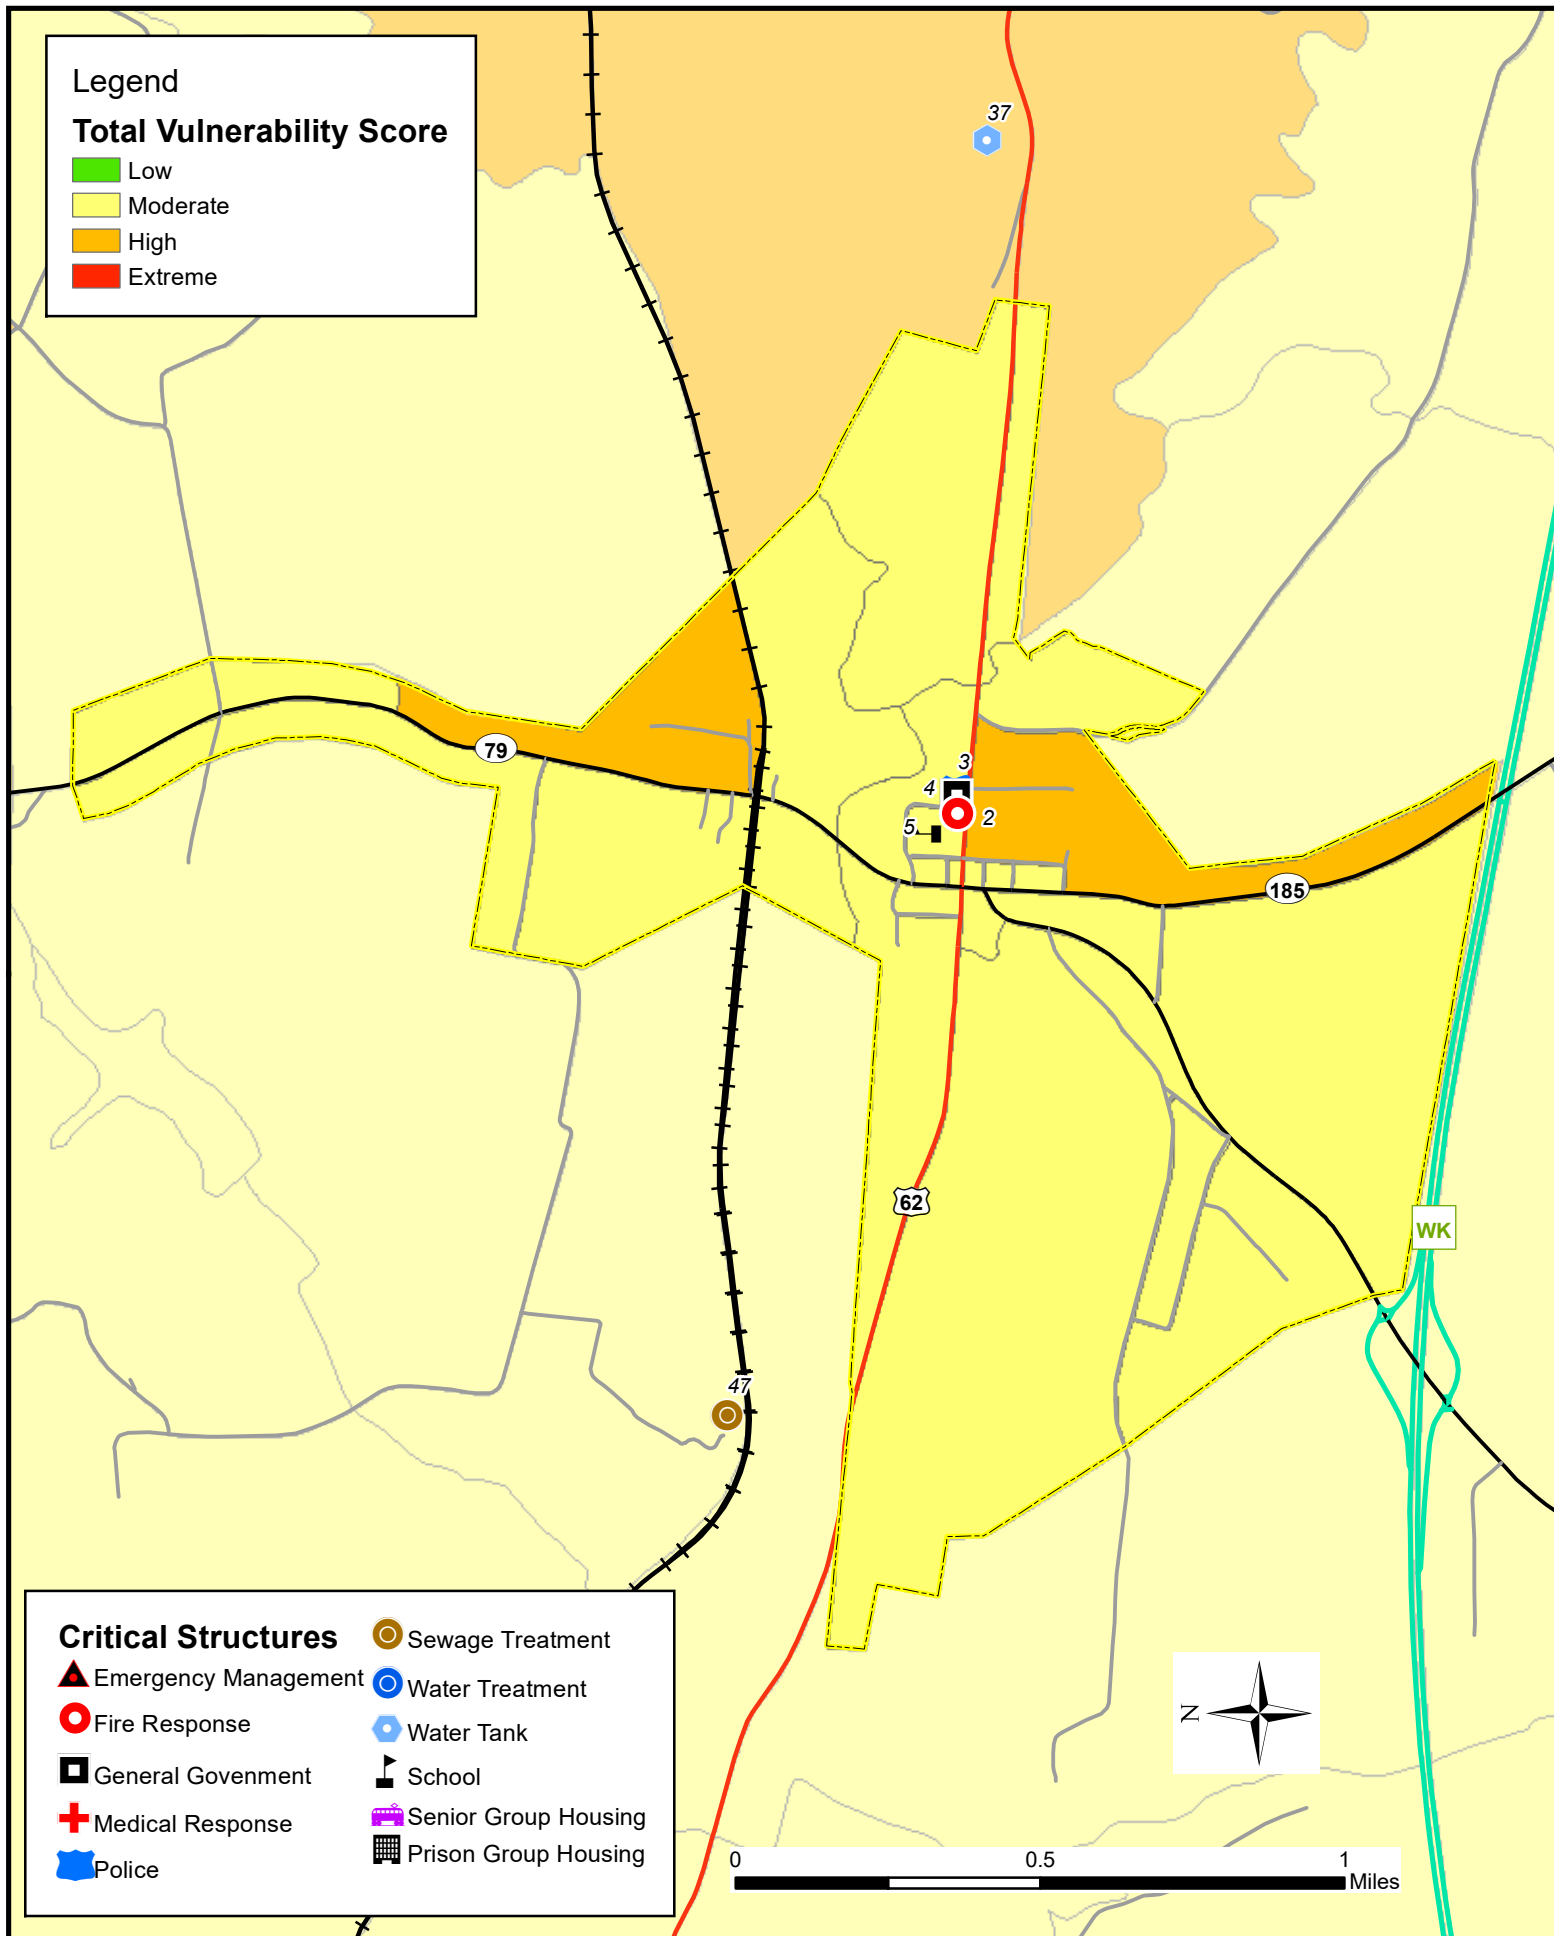 Legend
Total Vulnerability Score
Low
Moderate
High
Extreme
37
79
3
4
2
5
185
62
WK
47
Critical Structures
Emergency Management
Fire Response
General Govenment
Medical Response
Police
Sewage Treatment
Water Treatment
Water Tank
School
Senior Group Housing
Prison Group Housing
N
0 0.5 1
Miles